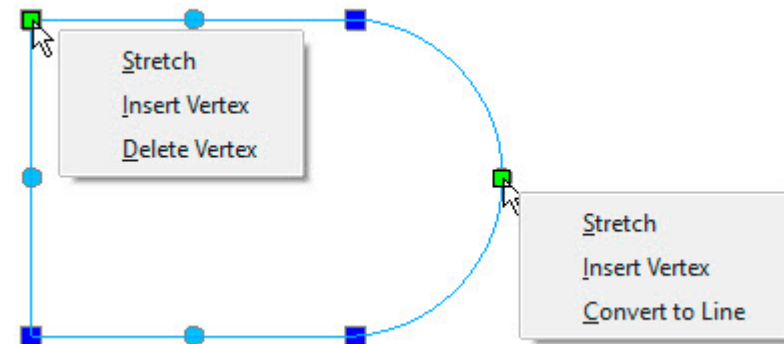 Stretch
Insert Vertex
Delete Vertex
Stretch
Insert Vertex
Convert to Line